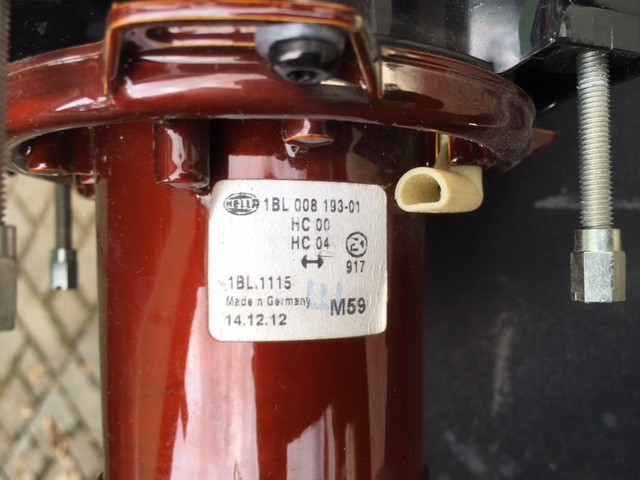 HELLA 1BL 008 193-01
HC 00
HC 04
917
1BL.1115
Made in Germany
14.12.12
M59